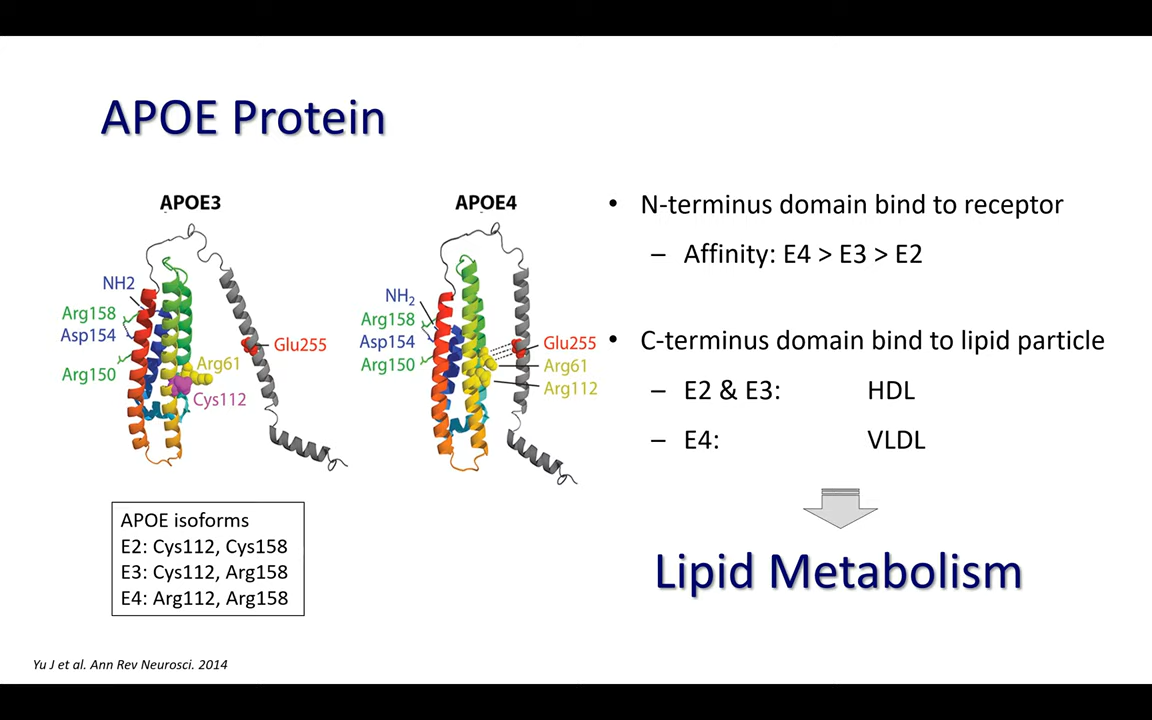 APOE Protein
APOE3
NH2
Arg158
Asp154
Arg150
Arg61
Cys112
Glu255
APOE4
NH₂
Arg158
Asp154
Arg150
Glu255
Arg61
Arg112
APOE isoforms
E2: Cys112, Cys158
E3: Cys112, Arg158
E4: Arg112, Arg158
• N-terminus domain bind to receptor
– Affinity: E4 > E3 > E2
• C-terminus domain bind to lipid particle
– E2 & E3: HDL
– E4: VLDL
Lipid Metabolism
Yu J et al. Ann Rev Neurosci. 2014